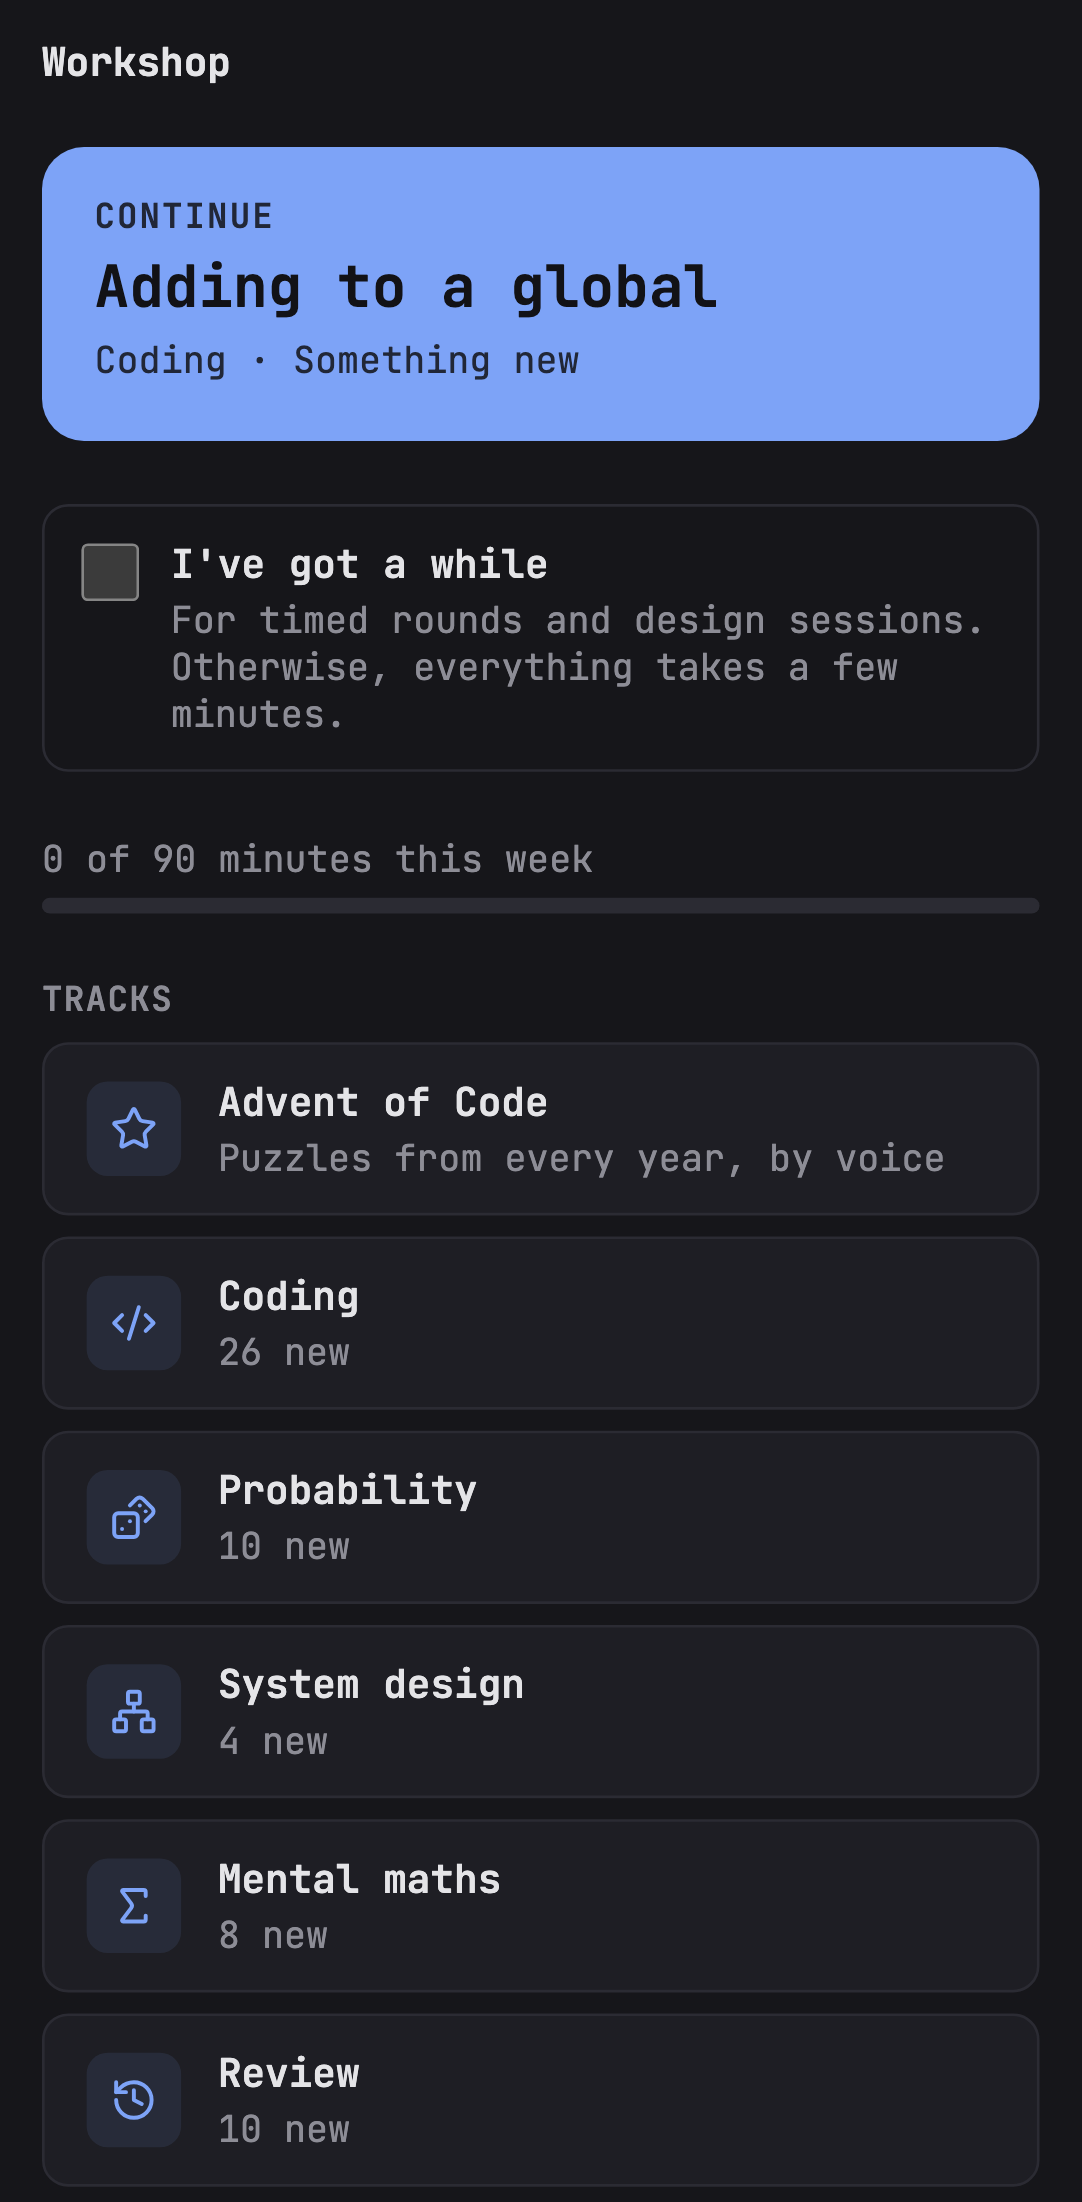 Workshop
CONTINUE
Adding to a global
Coding · Something new
I've got a while
For timed rounds and design sessions.
Otherwise, everything takes a few
minutes.
0 of 90 minutes this week
TRACKS
Advent of Code
Puzzles from every year, by voice
Coding
26 new
Probability
10 new
System design
4 new
Mental maths
8 new
Review
10 new